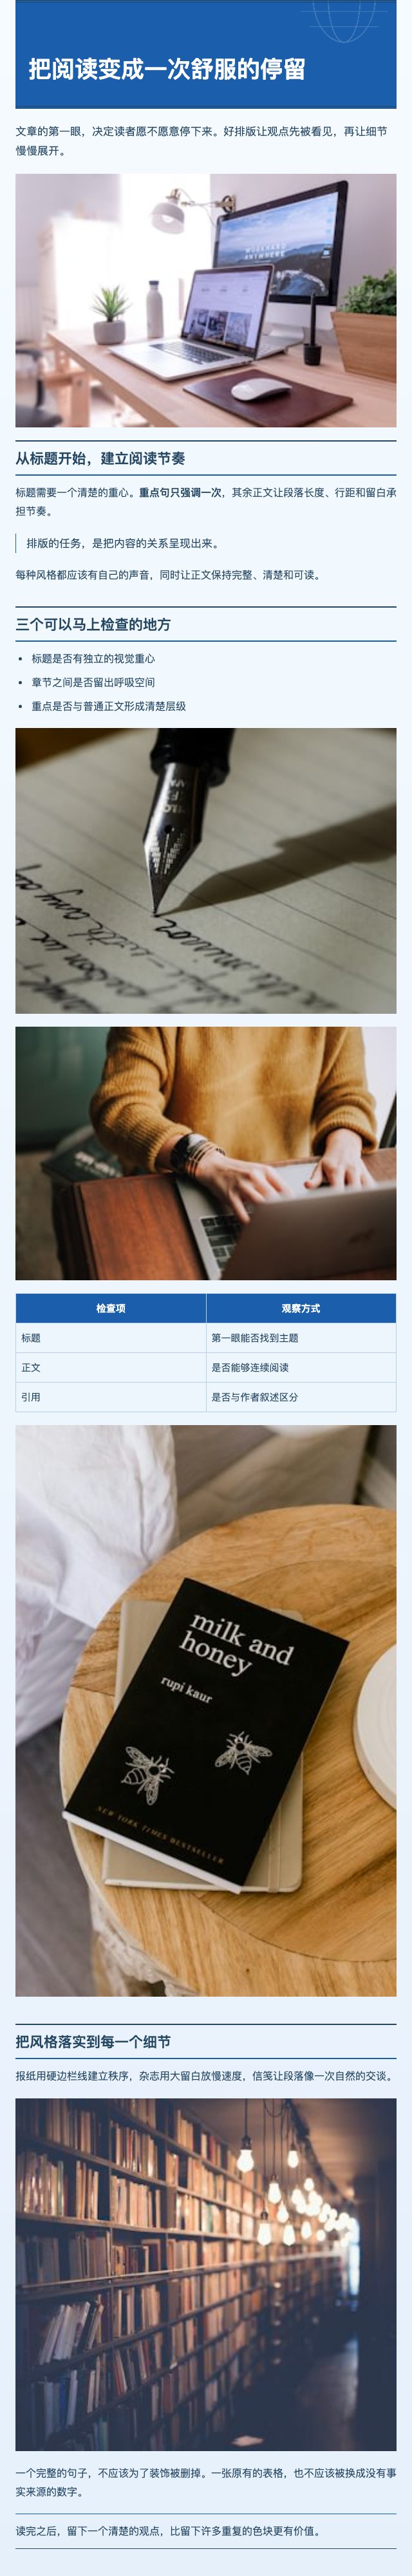 把阅读变成一次舒服的停留
文章的第一眼，决定读者愿不愿意停下来。好排版让观点先被看见，再让细节
慢慢展开。
从标题开始，建立阅读节奏
标题需要一个清楚的重心。重点句只强调一次，其余正文让段落长度、行距和留白承
担节奏。
排版的任务，是把内容的关系呈现出来。
每种风格都应该有自己的声音，同时让正文保持完整、清楚和可读。
三个可以马上检查的地方
• 标题是否有独立的视觉重心
• 章节之间是否留出呼吸空间
• 重点是否与普通正文形成清楚层级
检查项 观察方式
标题 第一眼能否找到主题
正文 是否能够连续阅读
引用 是否与作者叙述区分
milk and
honey
rupi kaur
NEW YORK TIMES BESTSELLER
把风格落实到每一个细节
报纸用硬边栏线建立秩序，杂志用大留白放慢速度，信笺让段落像一次自然的交谈。
一个完整的句子，不应该为了装饰被删掉。一张原有的表格，也不应该被换成没有事
实来源的数字。
读完之后，留下一个清楚的观点，比留下许多重复的色块更有价值。